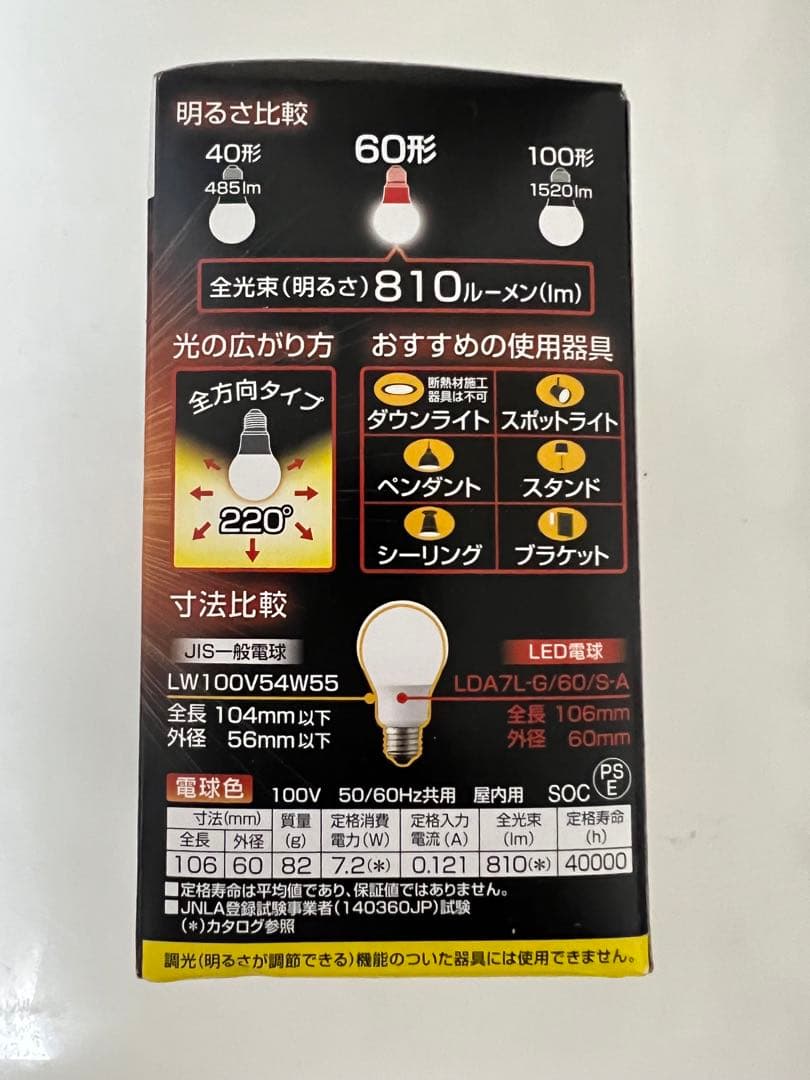 明るさ比較
40形 60形 100形
485lm 1520lm
全光束(明るさ)810ルーメン(lm)
光の広がり方
全方向タイプ
220°
おすすめの使用器具
断熱材施工
器具は不可
ダウンライト スポットライト
ペンダント スタンド
シーリング ブラケット
寸法比較
JIS一般電球
LW100V54W55
全長 104mm以下
外径 56mm以下
LED電球
LDA7L-G/60/S-A
全長 106mm
外径 60mm
電球色 100V 50/60Hz共用 屋内用 SOC PSE
寸法(mm) 質量 定格消費 定格入力 全光束 定格寿命
全長 外径 (g) 電力(W) 電流(A) (lm) (h)
106 60 82 7.2(*) 0.121 810(*) 40000
■定格寿命は平均値であり、保証値ではありません。
■JNLA登録試験事業者(140360JP)試験
(*)カタログ参照
調光(明るさが調節できる)機能のついた器具には使用できません。